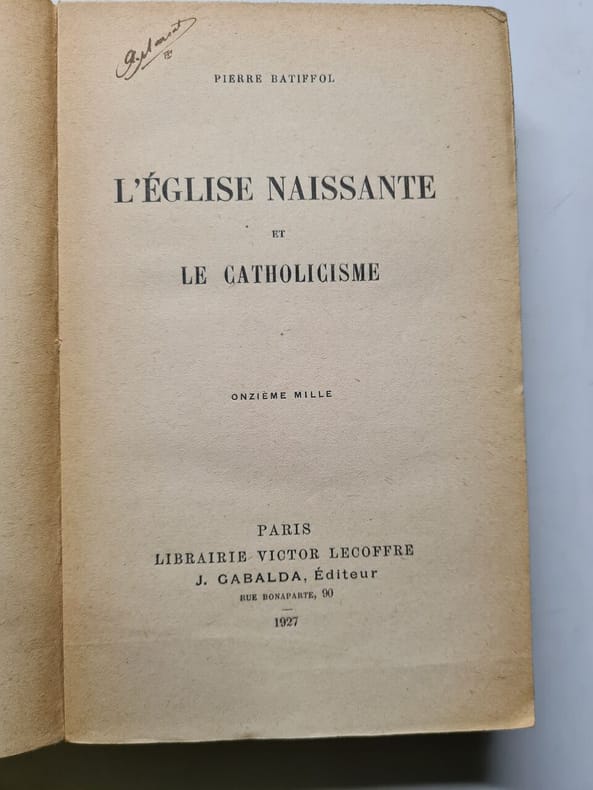 PIERRE BATIFFOL
L'ÉGLISE NAISSANTE
ET
LE CATHOLICISME
ONZIÈME MILLE
PARIS
LIBRAIRIE VICTOR LECOFFRE
J. GABALDA, Éditeur
RUE BONAPARTE, 90
1927